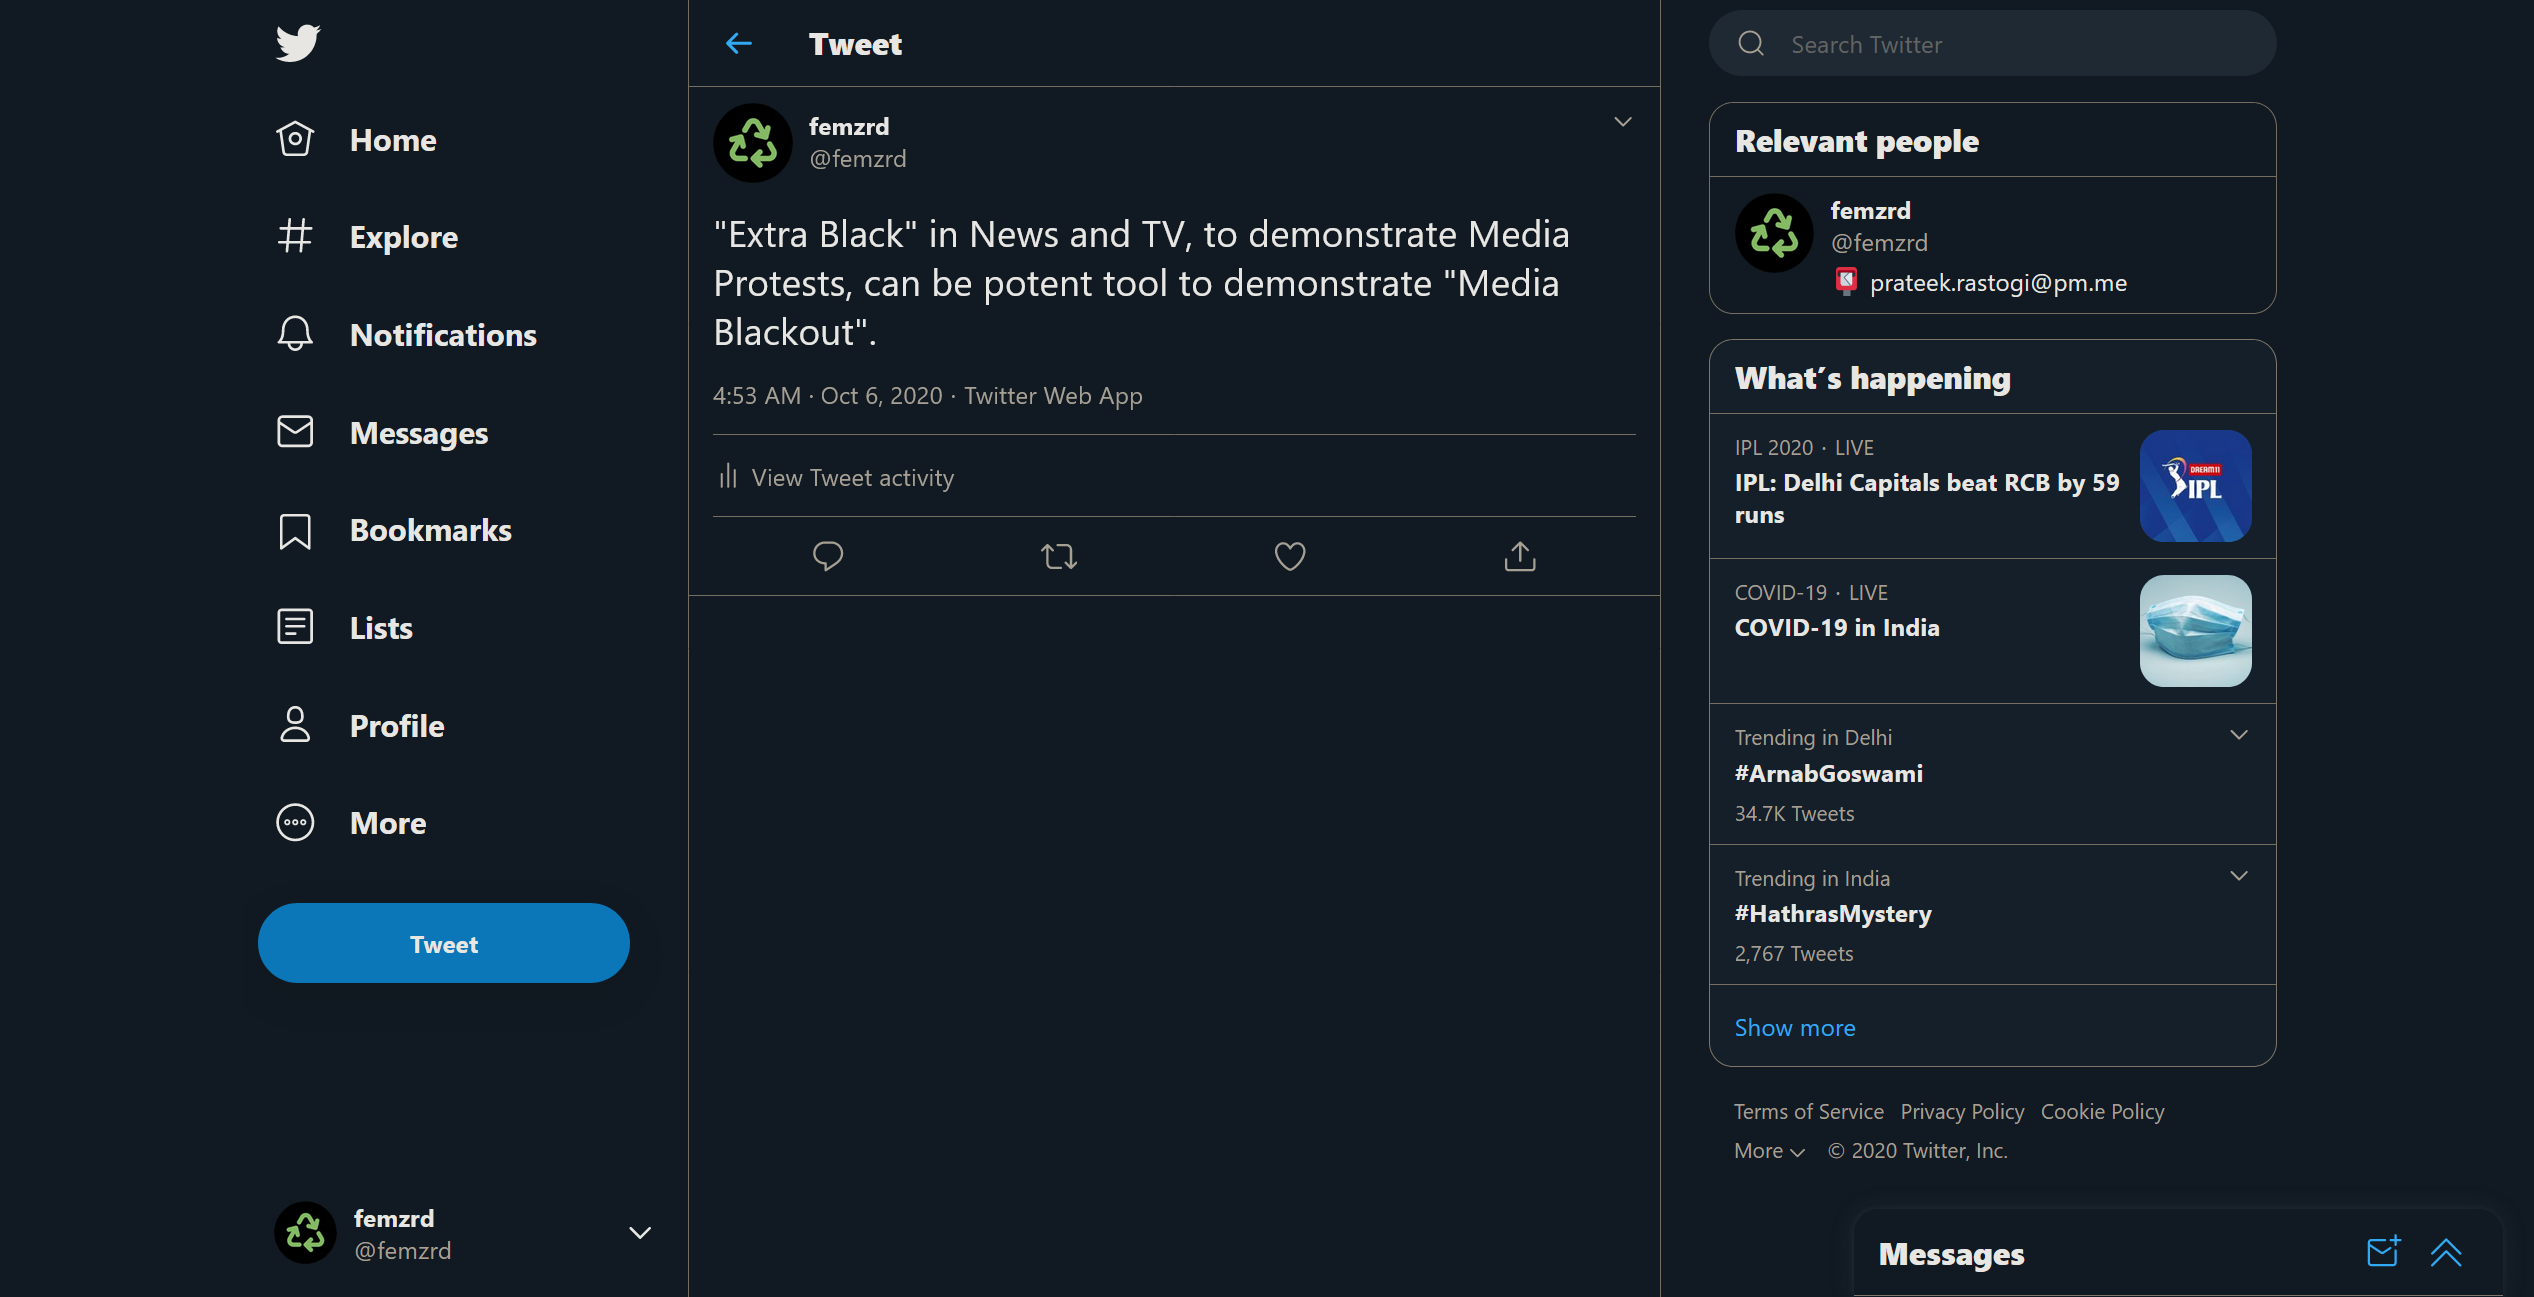 Home
Explore
Notifications
Messages
Bookmarks
Lists
Profile
More
Tweet
femzrd
@femzrd
Tweet
femzrd
@femzrd
"Extra Black" in News and TV, to demonstrate Media
Protests, can be potent tool to demonstrate "Media
Blackout".
4:53 AM · Oct 6, 2020 · Twitter Web App
View Tweet activity
Search Twitter
Relevant people
femzrd
@femzrd
prateek.rastogi@pm.me
What's happening
IPL 2020 · LIVE
IPL: Delhi Capitals beat RCB by 59
runs
DREAM11
IPL
COVID-19 · LIVE
COVID-19 in India
Trending in Delhi
#ArnabGoswami
34.7K Tweets
Trending in India
#HathrasMystery
2,767 Tweets
Show more
Terms of Service Privacy Policy Cookie Policy
More © 2020 Twitter, Inc.
Messages